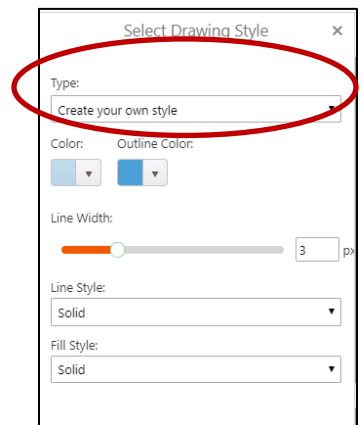 Select Drawing Style ×
Type:
Create your own style
Color: Outline Color:
Line Width:
3 px
Line Style:
Solid
Fill Style:
Solid